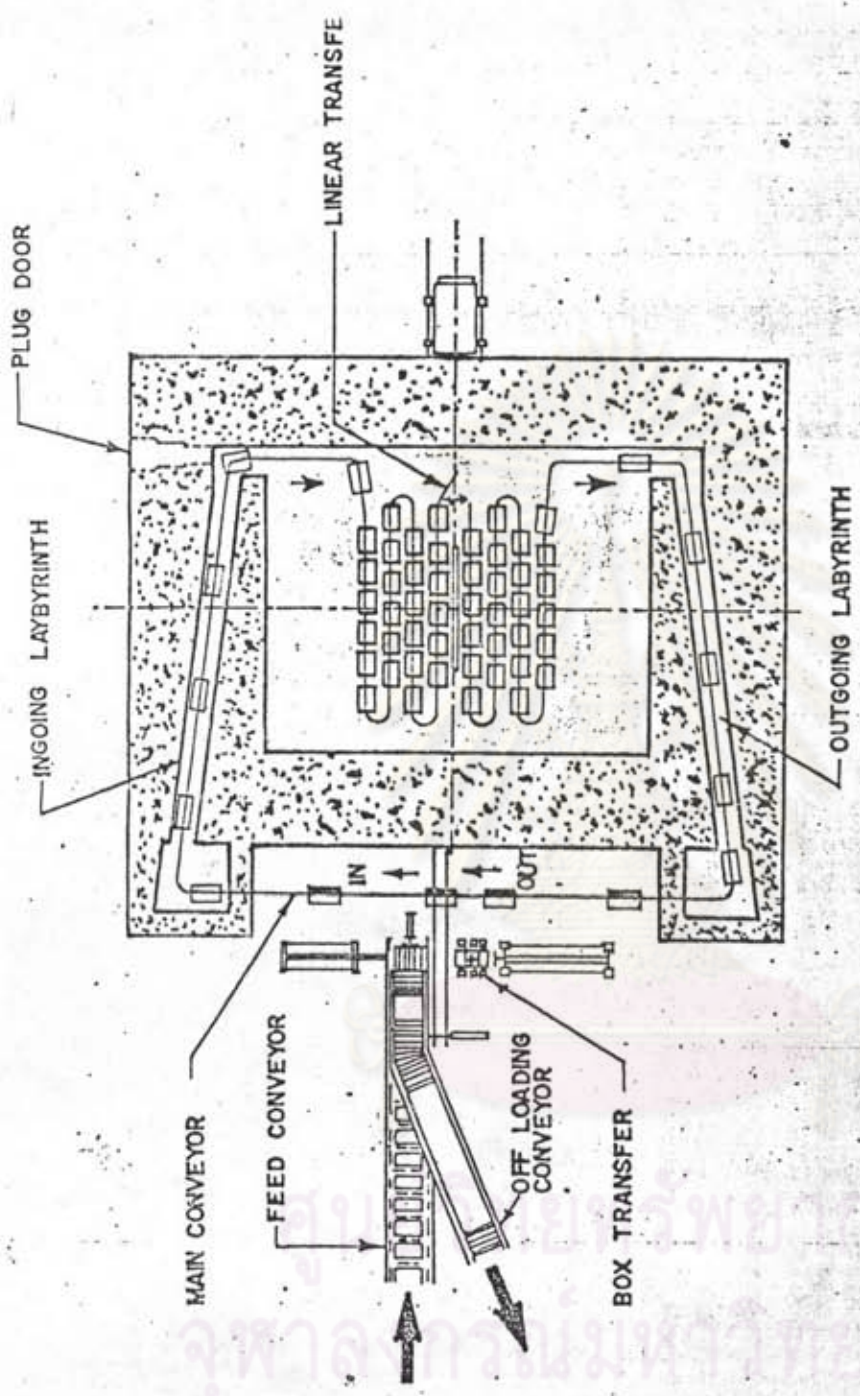 PLUG DOOR
INGOING LAYBYRINTH
LINEAR TRANSFE
MAIN CONVEYOR
FEED CONVEYOR
IN
OUT
OFF LOADING
CONVEYOR
BOX TRANSFER
OUTGOING LABYRINTH